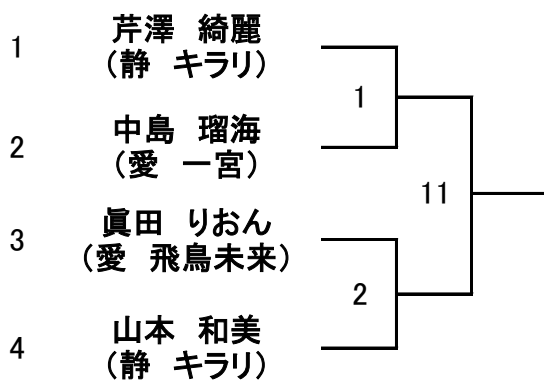 1
芹澤　綺麗
（静　キラリ）
1
2
中島　瑠海
（愛　一宮）
11
3
眞田　りおん
（愛　飛鳥未来）
2
4
山本　和美
（静　キラリ）